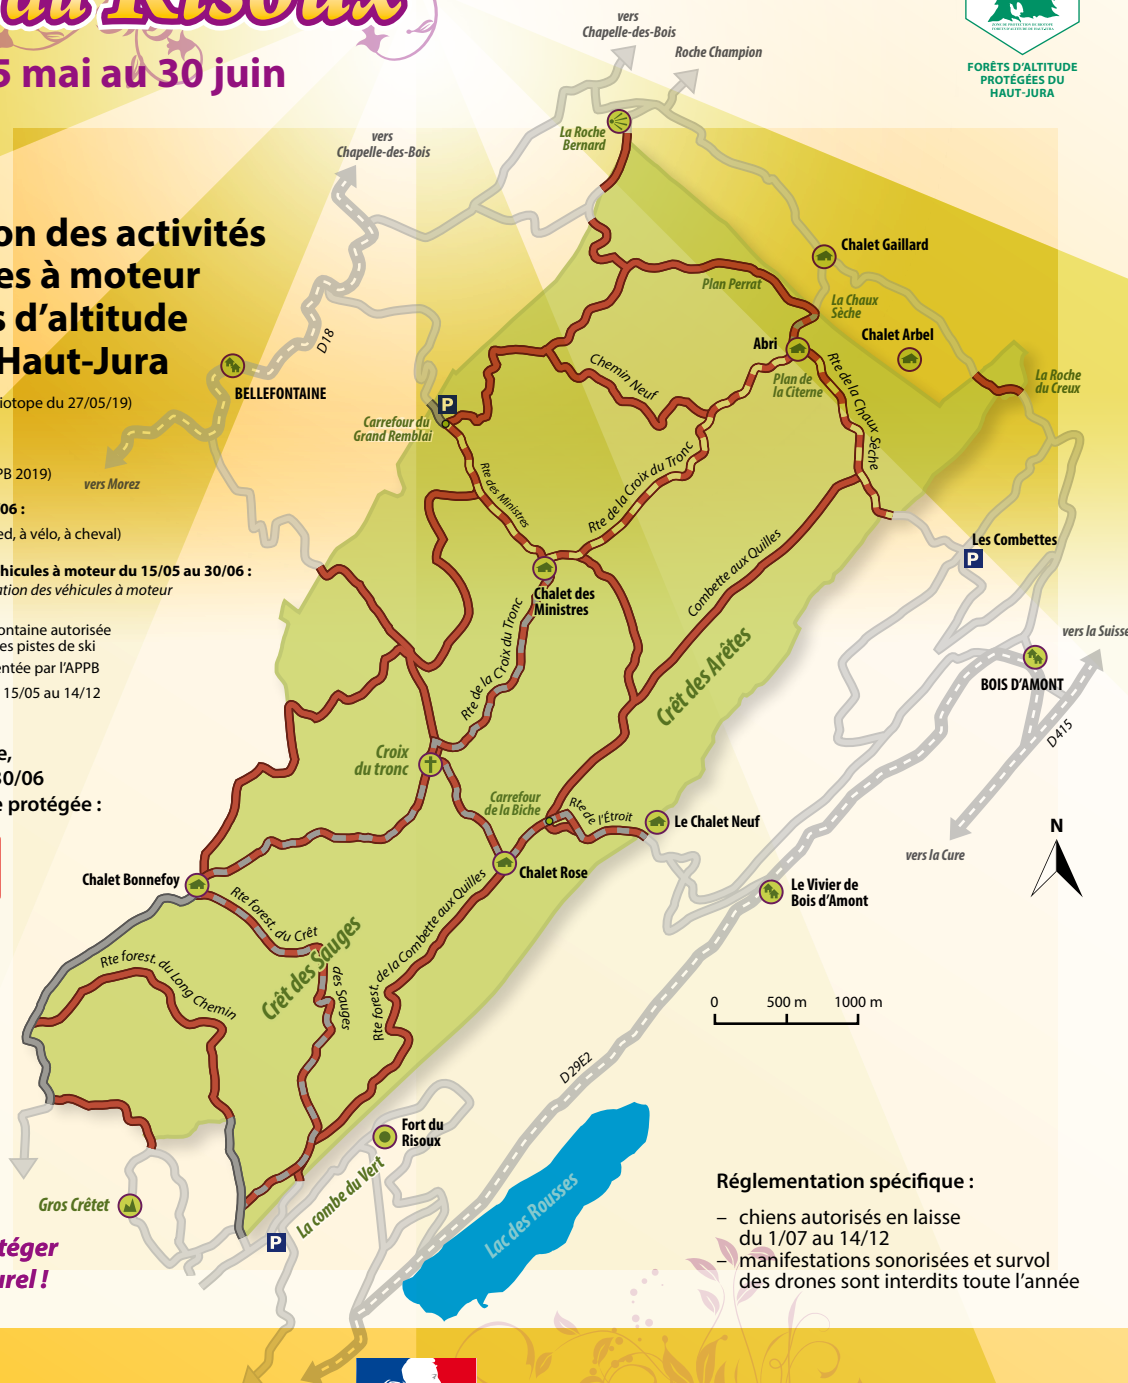 du Risoux
5 mai au 30 juin
FORÊTS D'ALTITUDE
PROTÉGÉES DU
HAUT-JURA
vers
Chapelle-des-Bois
Roche Champion
La Roche
Bernard
vers
Chapelle-des-Bois
on des activités
es à moteur
s d'altitude
Haut-Jura
iotope du 27/05/19)
PB 2019)
06 :
ed, à vélo, à cheval)
hicules à moteur du 15/05 au 30/06 :
ation des véhicules à moteur
ontaine autorisée
es pistes de ski
entée par l'APPB
15/05 au 14/12
e,
30/06
e protégée :
Chalet Gaillard
Plan Perrat
La Chaux
Sèche
Chalet Arbel
Abri
Plan de
la Citerne
Rte de la Chaux Sèche
La Roche
du Creux
D18
BELLEFONTAINE
Chemin Neuf
P
Carrefour du
Grand Remblai
vers Morez
Rte des Ministres
Rte de la Croix du Tronc
Combette aux Quilles
Les Combettes
P
Chalet des
Ministres
vers la Suisse
Rte de la Croix du Tronc
Crêt des Arêtes
BOIS D'AMONT
D415
Croix
du tronc
Carrefour
de la Biche
Rte de l'Étroit
Le Chalet Neuf
N
vers la Cure
Chalet Bonnefoy
Chalet Rose
Le Vivier de
Bois d'Amont
Rte forest. du Crêt
des Sauges
Crêt des Sauges
Rte forest. de la Combette aux Quilles
Rte forest. du Long Chemin
0 500 m 1000 m
D29E2
Fort du
Risoux
La combe du Vert
Gros Crêtet
P
Lac des Rousses
téger
urel !
Réglementation spécifique :
– chiens autorisés en laisse
du 1/07 au 14/12
– manifestations sonorisées et survol
des drones sont interdits toute l'année